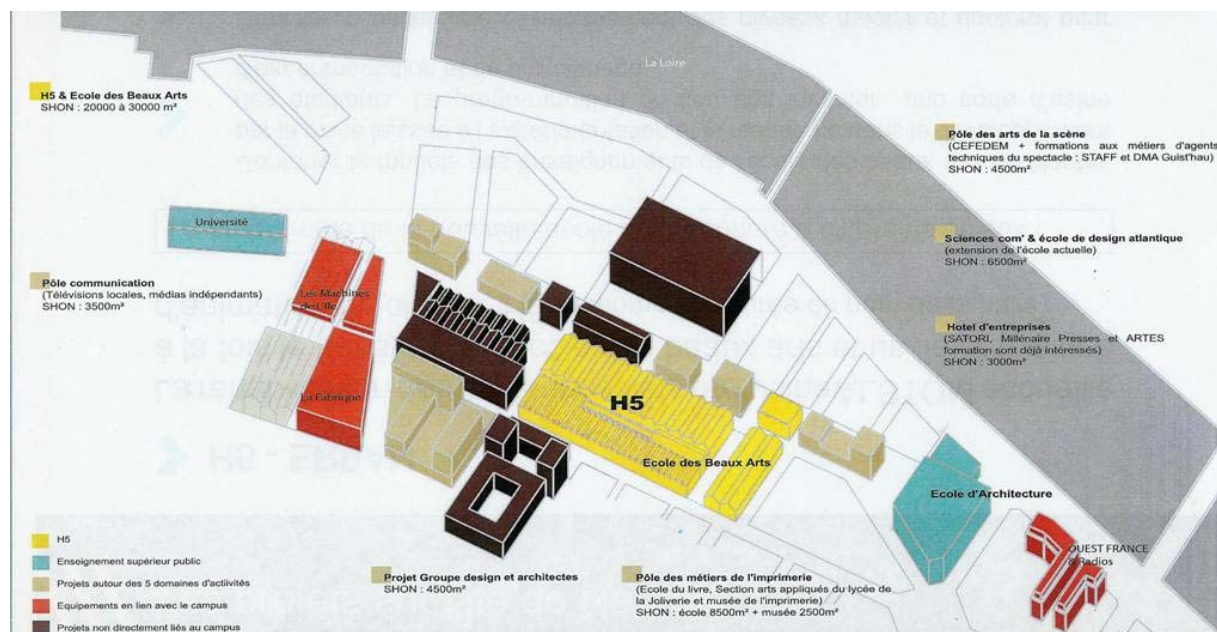 La Loire
H5 & Ecole des Beaux Arts
SHON : 20000 à 30000 m²
Pôle des arts de la scène
(CEFEDEM + formations aux métiers d'agents
techniques du spectacle : STAFF et DMA Guist'hau)
SHON : 4500m²
Université
Sciences com' & école de design atlantique
(extension de l'école actuelle)
SHON : 6500m²
Pôle communication
(Télévisions locales, médias indépendants)
SHON : 3500m²
Les Machines
de L'Ile
Hotel d'entreprises
(SATORI, Millénaire Presses et ARTES
formation sont déjà intéressés)
SHON : 3000m²
La Fabrique
H5
Ecole des Beaux Arts
Ecole d'Architecture
OUEST FRANCE
& Radios
H5
Enseignement supérieur public
Projets autour des 5 domaines d'activités
Equipements en lien avec le campus
Projets non directement liés au campus
Projet Groupe design et architectes
SHON : 4500m²
Pôle des métiers de l'imprimerie
(Ecole du livre, Section arts appliqués du lycée de
la Joliverie et musée de l'imprimerie)
SHON : école 8500m² + musée 2500m²